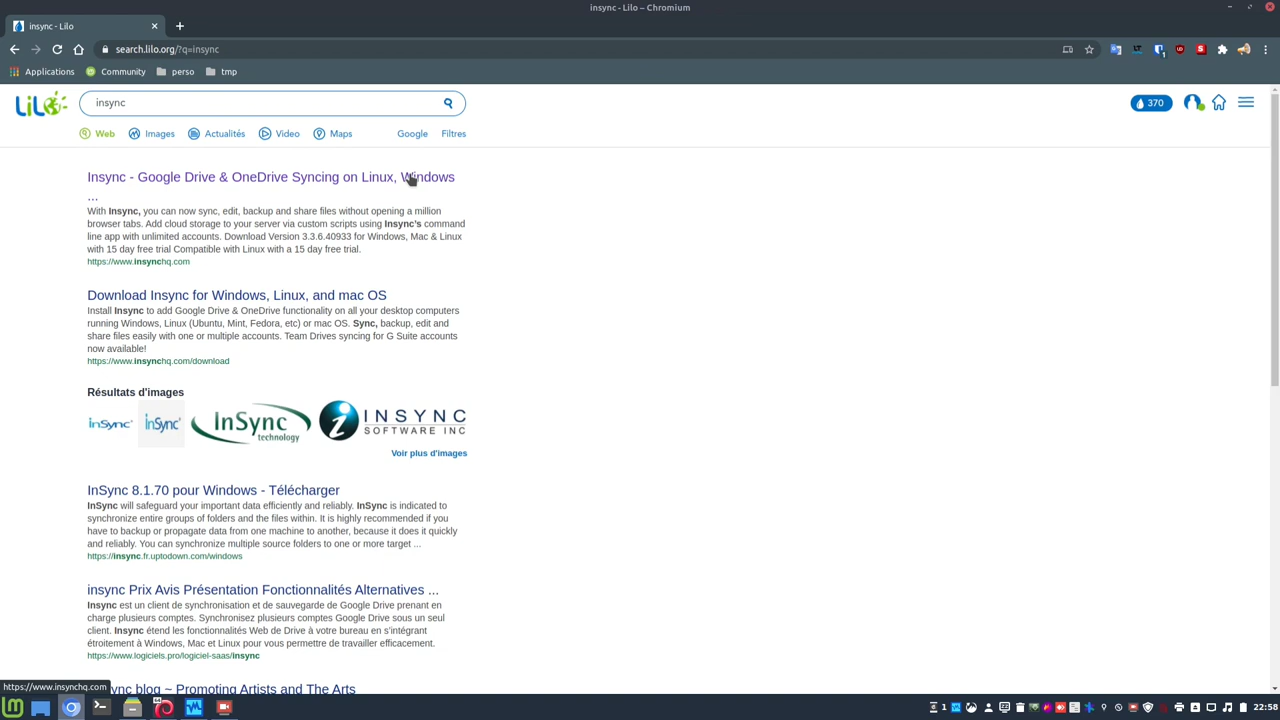 insync - Lilo – Chromium
insync - Lilo
search.lilo.org/?q=insync
Applications Community perso tmp
LiLO insync 370
Web Images Actualités Video Maps Google Filtres
Insync - Google Drive & OneDrive Syncing on Linux, Windows
...
With Insync, you can now sync, edit, backup and share files without opening a million
browser tabs. Add cloud storage to your server via custom scripts using Insync's command
line app with unlimited accounts. Download Version 3.3.6.40933 for Windows, Mac & Linux
with 15 day free trial Compatible with Linux with a 15 day free trial.
https://www.insynchq.com
Download Insync for Windows, Linux, and mac OS
Install Insync to add Google Drive & OneDrive functionality on all your desktop computers
running Windows, Linux (Ubuntu, Mint, Fedora, etc) or mac OS. Sync, backup, edit and
share files easily with one or multiple accounts. Team Drives syncing for G Suite accounts
now available!
https://www.insynchq.com/download
Résultats d'images
inSync
inSync
InSync
technology
INSYNC
SOFTWARE INC
Voir plus d'images
InSync 8.1.70 pour Windows - Télécharger
InSync will safeguard your important data efficiently and reliably. InSync is indicated to
synchronize entire groups of folders and the files within. It is highly recommended if you
have to backup or propagate data from one machine to another, because it does it quickly
and reliably. You can synchronize multiple source folders to one or more target ...
https://insync.fr.uptodown.com/windows
insync Prix Avis Présentation Fonctionnalités Alternatives ...
Insync est un client de synchronisation et de sauvegarde de Google Drive prenant en
charge plusieurs comptes. Synchronisez plusieurs comptes Google Drive sous un seul
client. Insync étend les fonctionnalités Web de Drive à votre bureau en s'intégrant
étroitement à Windows, Mac et Linux pour vous permettre de travailler efficacement.
https://www.logiciels.pro/logiciel-saas/insync
https://www.insynchq.com
ync blog ~ Promoting Artists and The Arts
1 22:58